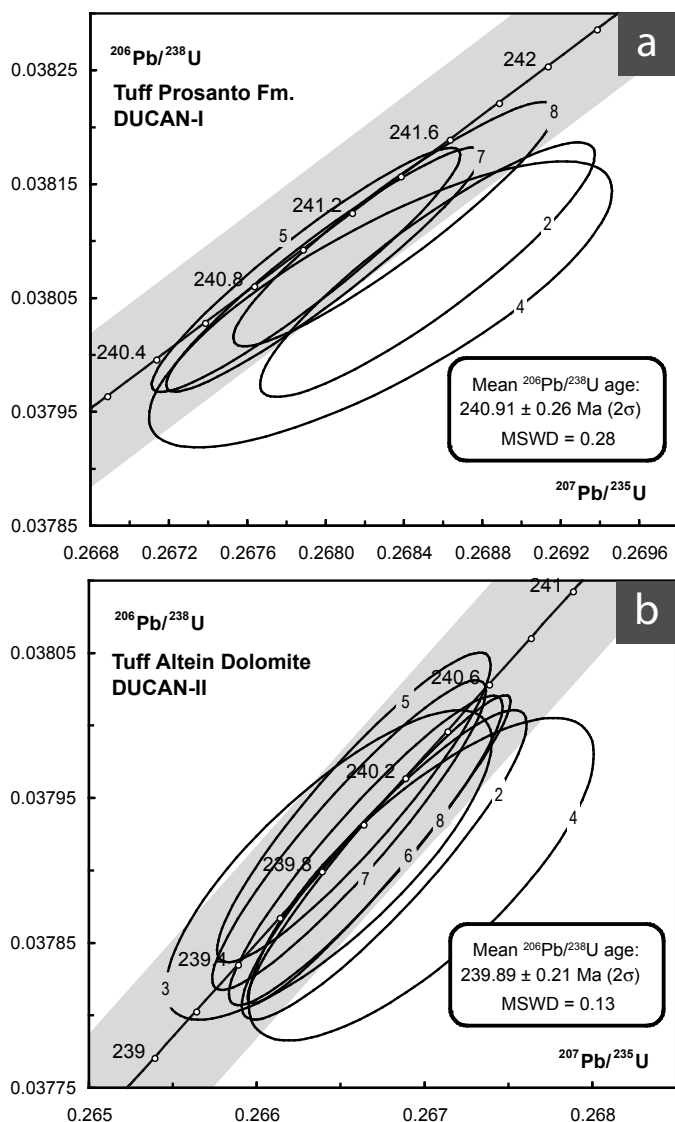 a
²⁰⁶Pb/²³⁸U
Tuff Prosanto Fm.
DUCAN-I
0.03825
0.03815
0.03805
0.03795
0.03785
242
241.6
241.2
240.8
240.4
8
7
5
2
4
Mean ²⁰⁶Pb/²³⁸U age:
240.91 ± 0.26 Ma (2σ)
MSWD = 0.28
²⁰⁷Pb/²³⁵U
0.2668 0.2672 0.2676 0.2680 0.2684 0.2688 0.2692 0.2696
b
²⁰⁶Pb/²³⁸U
Tuff Altein Dolomite
DUCAN-II
0.03805
0.03795
0.03785
0.03775
241
240.6
240.2
239.8
239.4
239
5
2
4
8
6
7
3
Mean ²⁰⁶Pb/²³⁸U age:
239.89 ± 0.21 Ma (2σ)
MSWD = 0.13
²⁰⁷Pb/²³⁵U
0.265 0.266 0.267 0.268